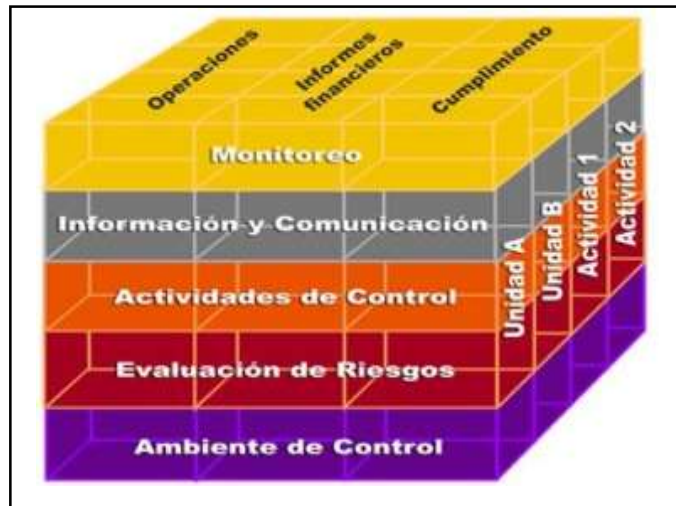 Operaciones
Informes
financieros
Cumplimiento
Monitoreo
Información y Comunicación
Actividades de Control
Evaluación de Riesgos
Ambiente de Control
Unidad A
Unidad B
Actividad 1
Actividad 2